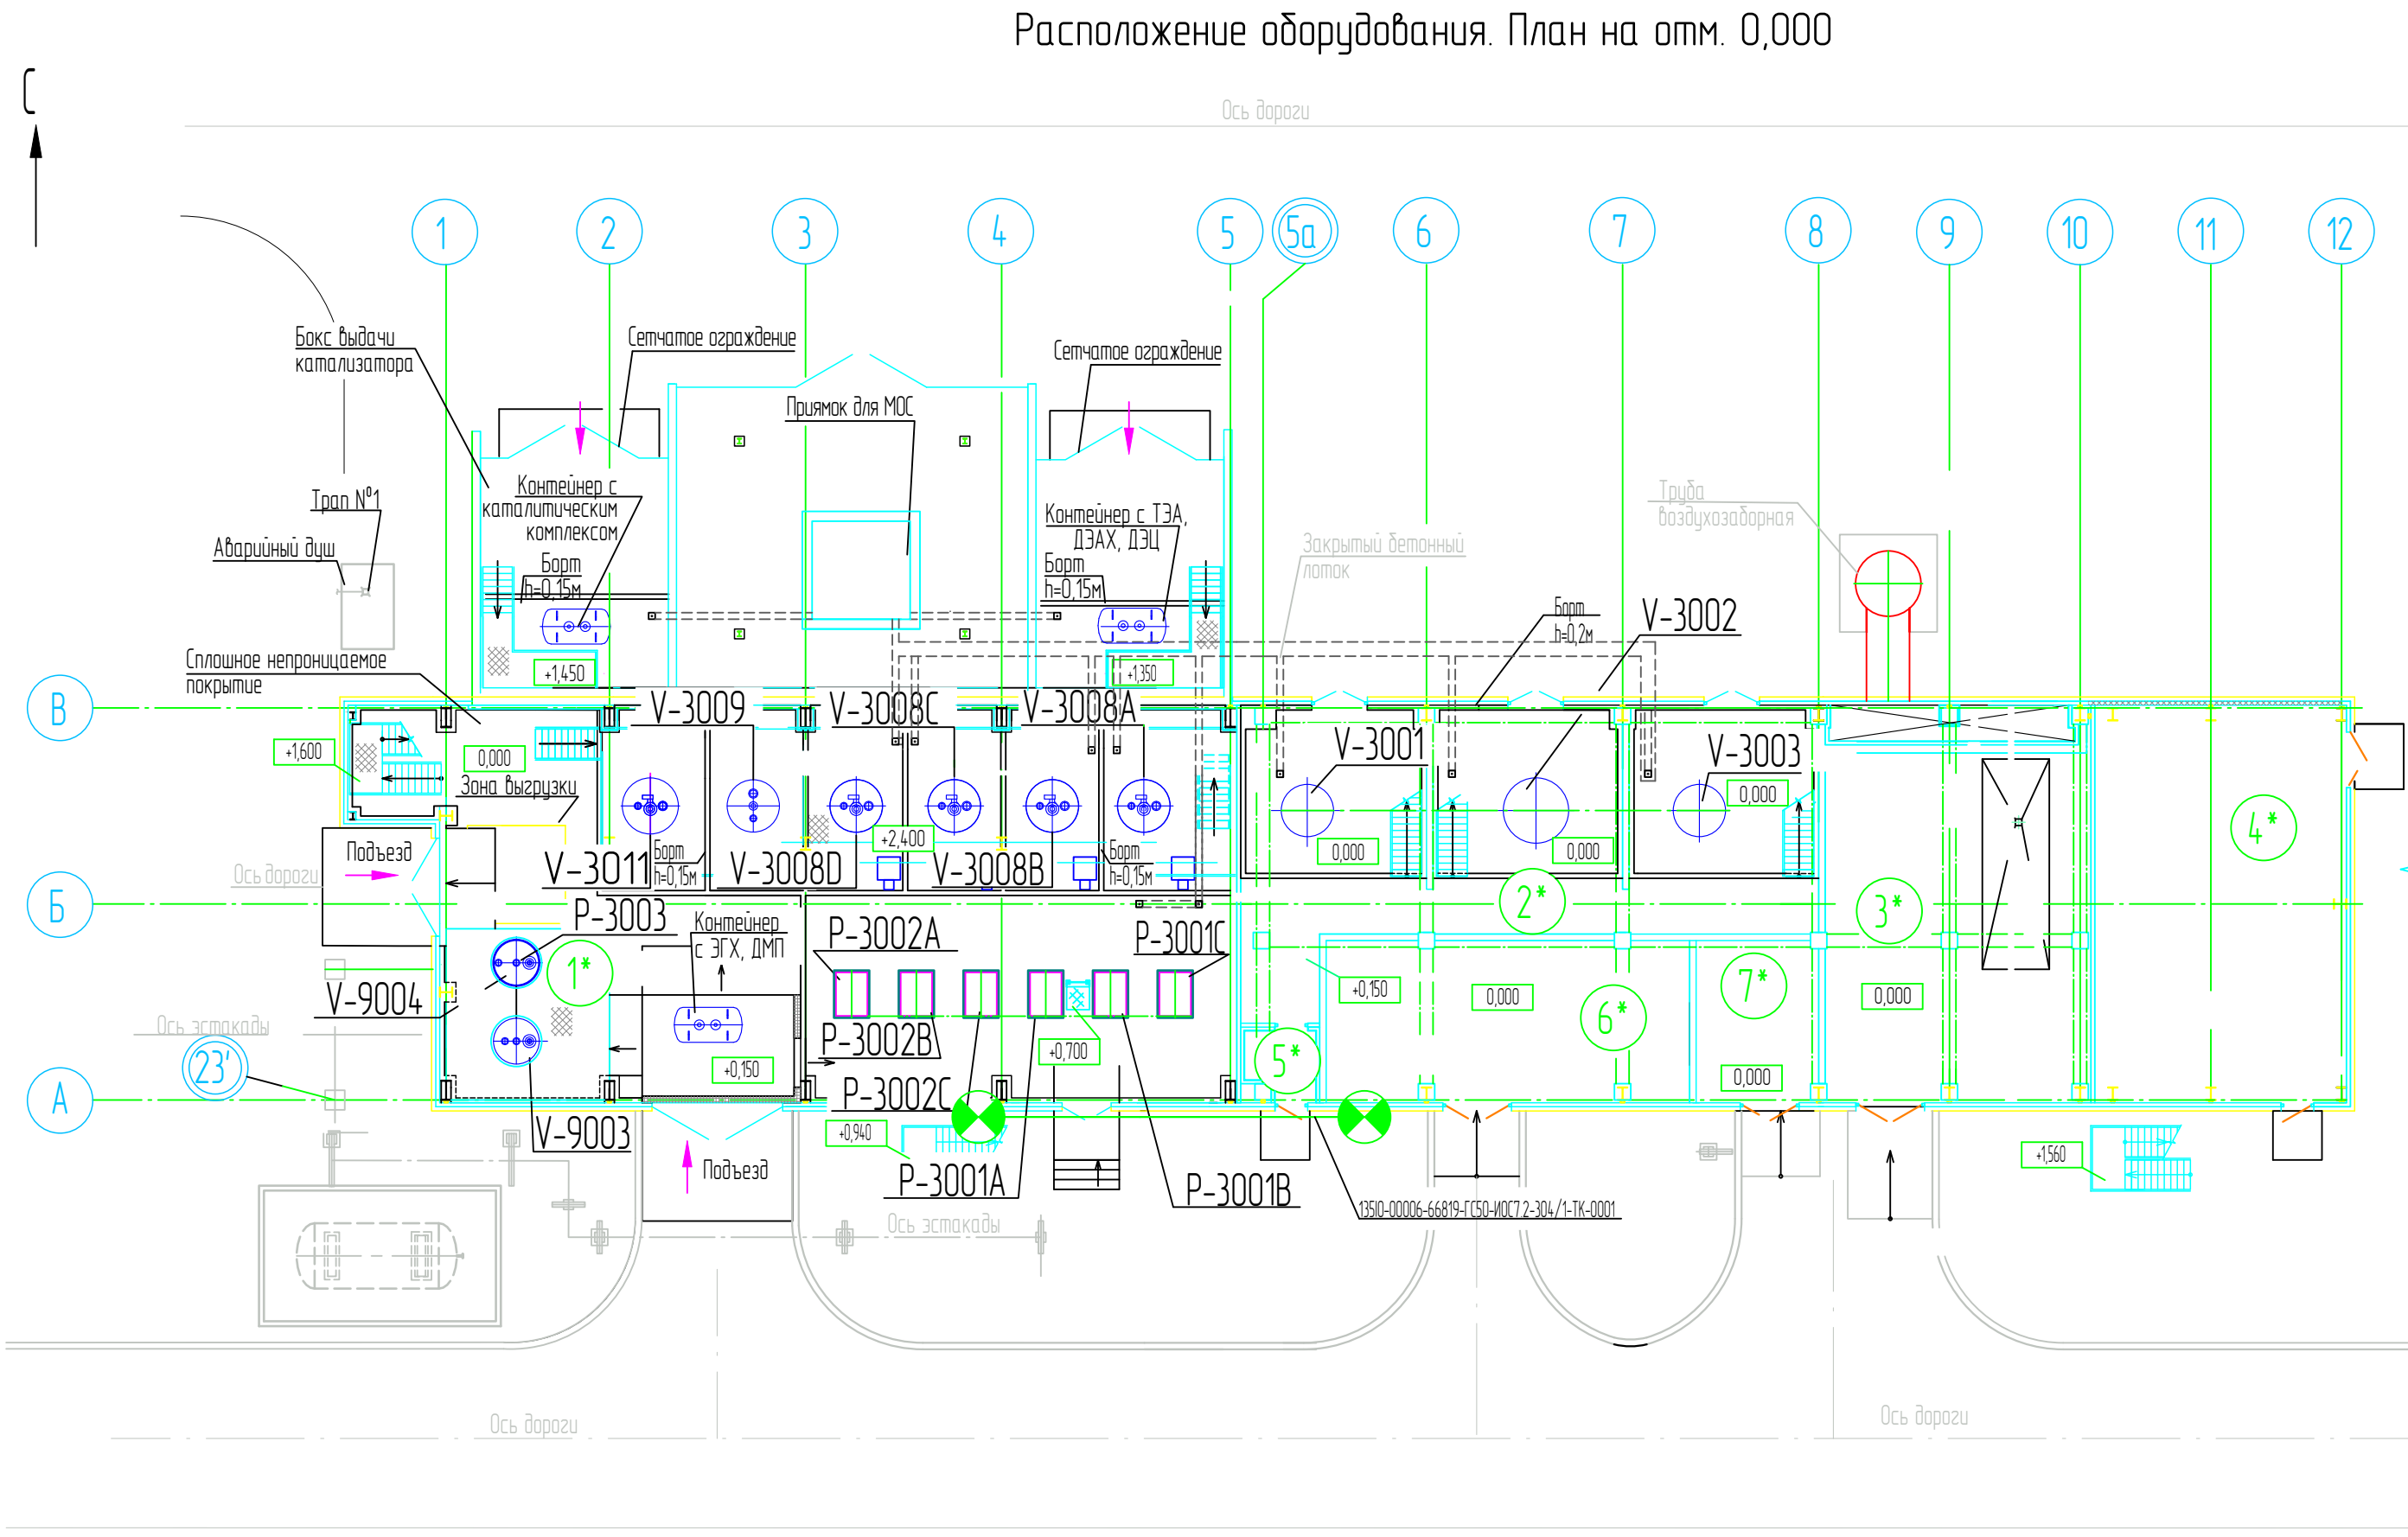 Расположение оборудования. План на отм. 0,000
С
Ось дороги
1
2
3
4
5
5а
6
7
8
9
10
11
12
Бокс выдачи
катализатора
Сетчатое ограждение
Сетчатое ограждение
Приямок для МОС
Трап №1
Контейнер с
каталитическим
комплексом
Контейнер с ТЭА,
ДЭАХ, ДЭЦ
Труба
воздухозаборная
Закрытый бетонный
лоток
Аварийный душ
Борт
h=0,15м
Борт
h=0,15м
Борт
h=0,2м
V-3002
Сплошное непроницаемое
покрытие
+1,450
+1,350
В
V-3009
V-3008C
V-3008A
+1,600
0,000
V-3001
V-3003
Зона выгрузки
0,000
+2,400
0,000
0,000
4*
Подъезд
Ось дороги
V-3011
Борт
h=0,15м
V-3008D
V-3008B
Борт
h=0,15м
Б
2*
3*
P-3003
Контейнер
с ЭГХ, ДМП
P-3002A
P-3001C
1*
V-9004
+0,150
0,000
7*
0,000
6*
Ось эстакады
23'
P-3002B
+0,700
5*
+0,150
0,000
А
P-3002C
V-9003
+0,940
Подъезд
P-3001A
P-3001B
+1,560
13510-00006-66819-ГС50-ИОС7.2-304/1-ТК-0001
Ось эстакады
Ось дороги
Ось дороги